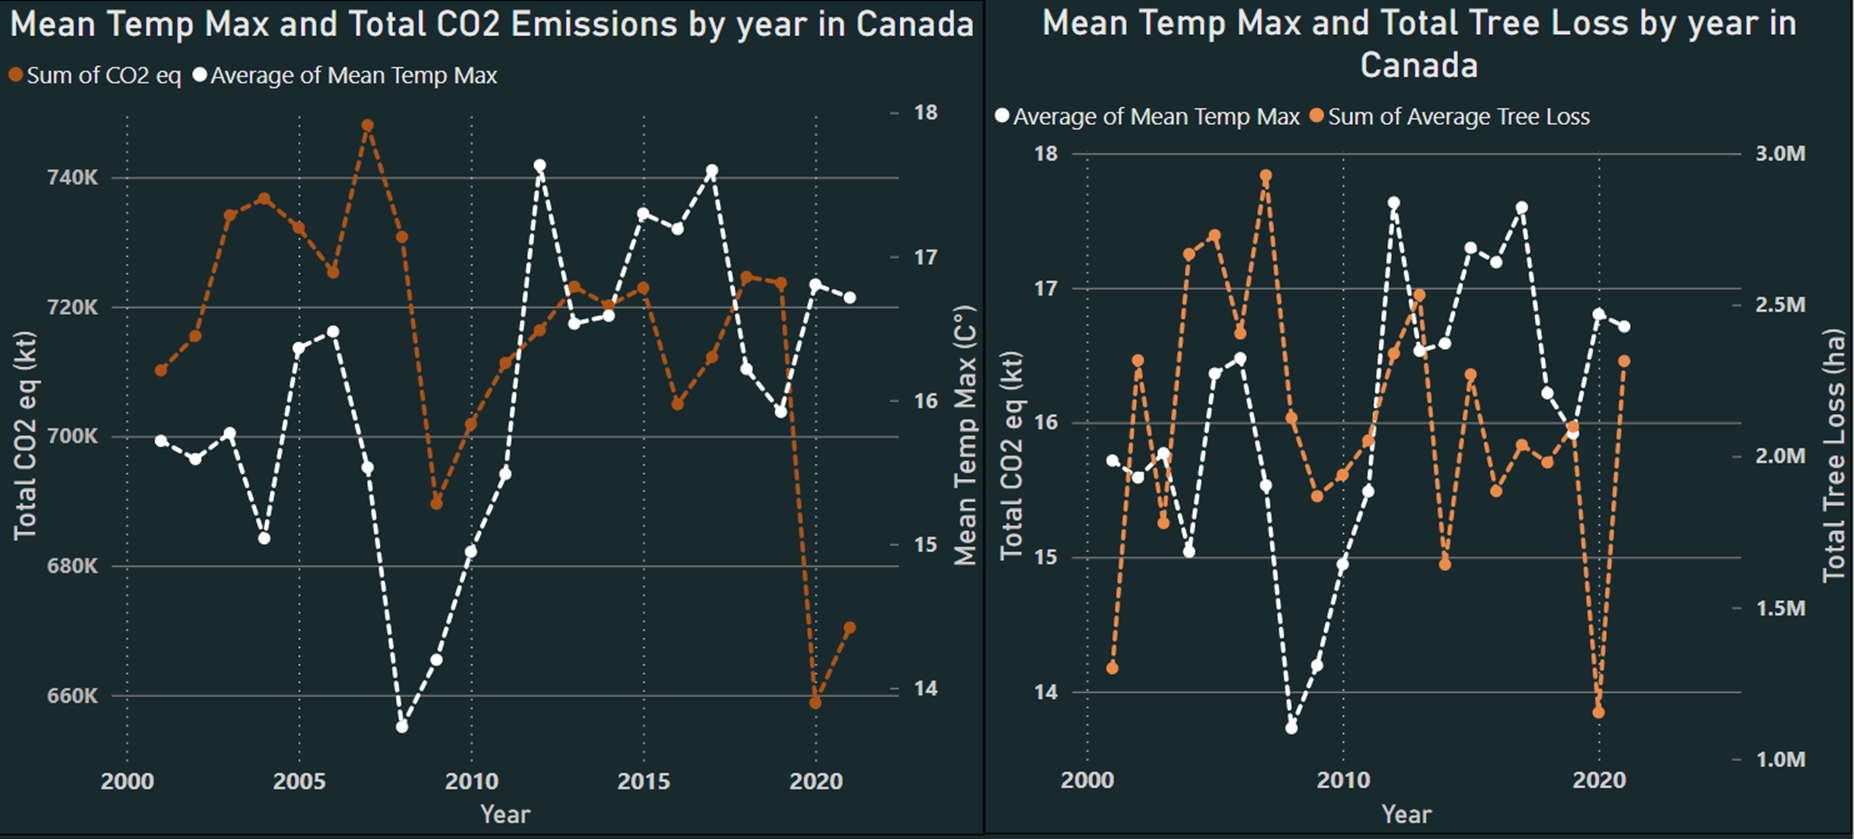 Mean Temp Max and Total CO2 Emissions by year in Canada
Sum of CO2 eq Average of Mean Temp Max
18
740K
17
720K
16
700K
15
680K
14
660K
Total CO2 eq (kt)
Mean Temp Max (C°)
2000 2005 2010 2015 2020
Year
Mean Temp Max and Total Tree Loss by year in
Canada
Average of Mean Temp Max Sum of Average Tree Loss
18 3.0M
17
2.5M
16
2.0M
15
1.5M
14
1.0M
Total CO2 eq (kt)
Total Tree Loss (ha)
2000 2010 2020
Year